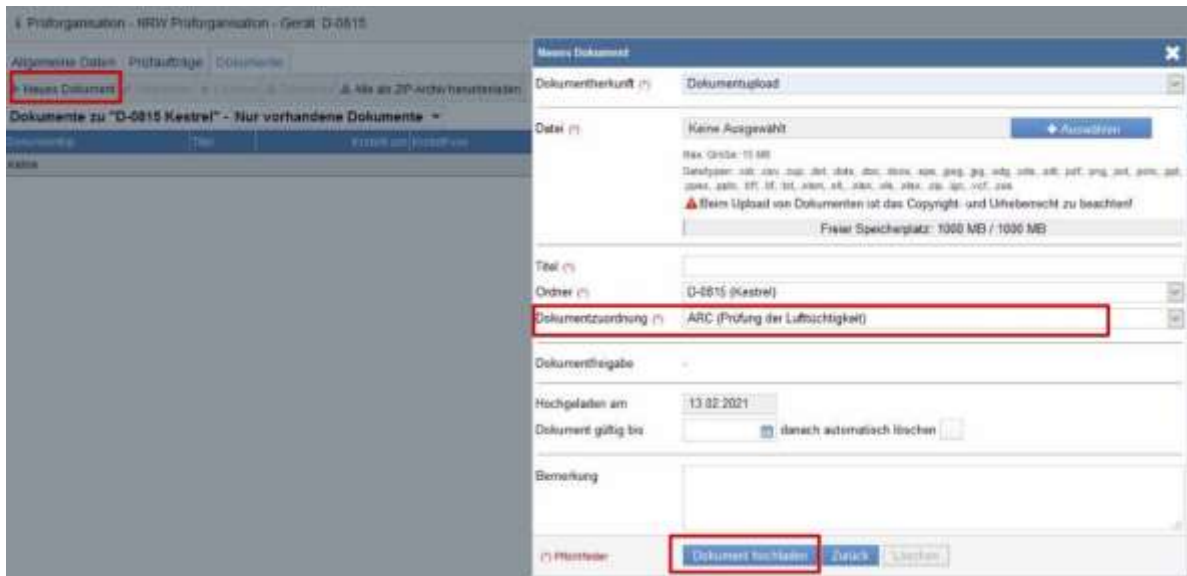 Prüforganisation - NRW Prüforganisation - Gerät: D-0815
Allgemeine Daten Prüfaufträge Dokumente
Neues Dokument Alle als ZIP-Archiv herunterladen
Dokumente zu "D-0815 Kestrel" - Nur vorhandene Dokumente
Titel Erstellt am Erstellt von
Keine
Neues Dokument
Dokumentherkunft (*) Dokumentupload
Datei (*) Keine Ausgewählt + Auswählen
Max. Größe: 15 MB
Dateitypen:
Beim Upload von Dokumenten ist das Copyright- und Urheberrecht zu beachten!
Freier Speicherplatz: 1000 MB / 1000 MB
Titel (*)
Ordner (*) D-0815 (Kestrel)
Dokumentzuordnung (*) ARC (Prüfung der Lufttüchtigkeit)
Dokumentfreigabe -
Hochgeladen am 13.02.2021
Dokument gültig bis danach automatisch löschen
Bemerkung
(*) Pflichtfelder Dokument hochladen Zurück Löschen